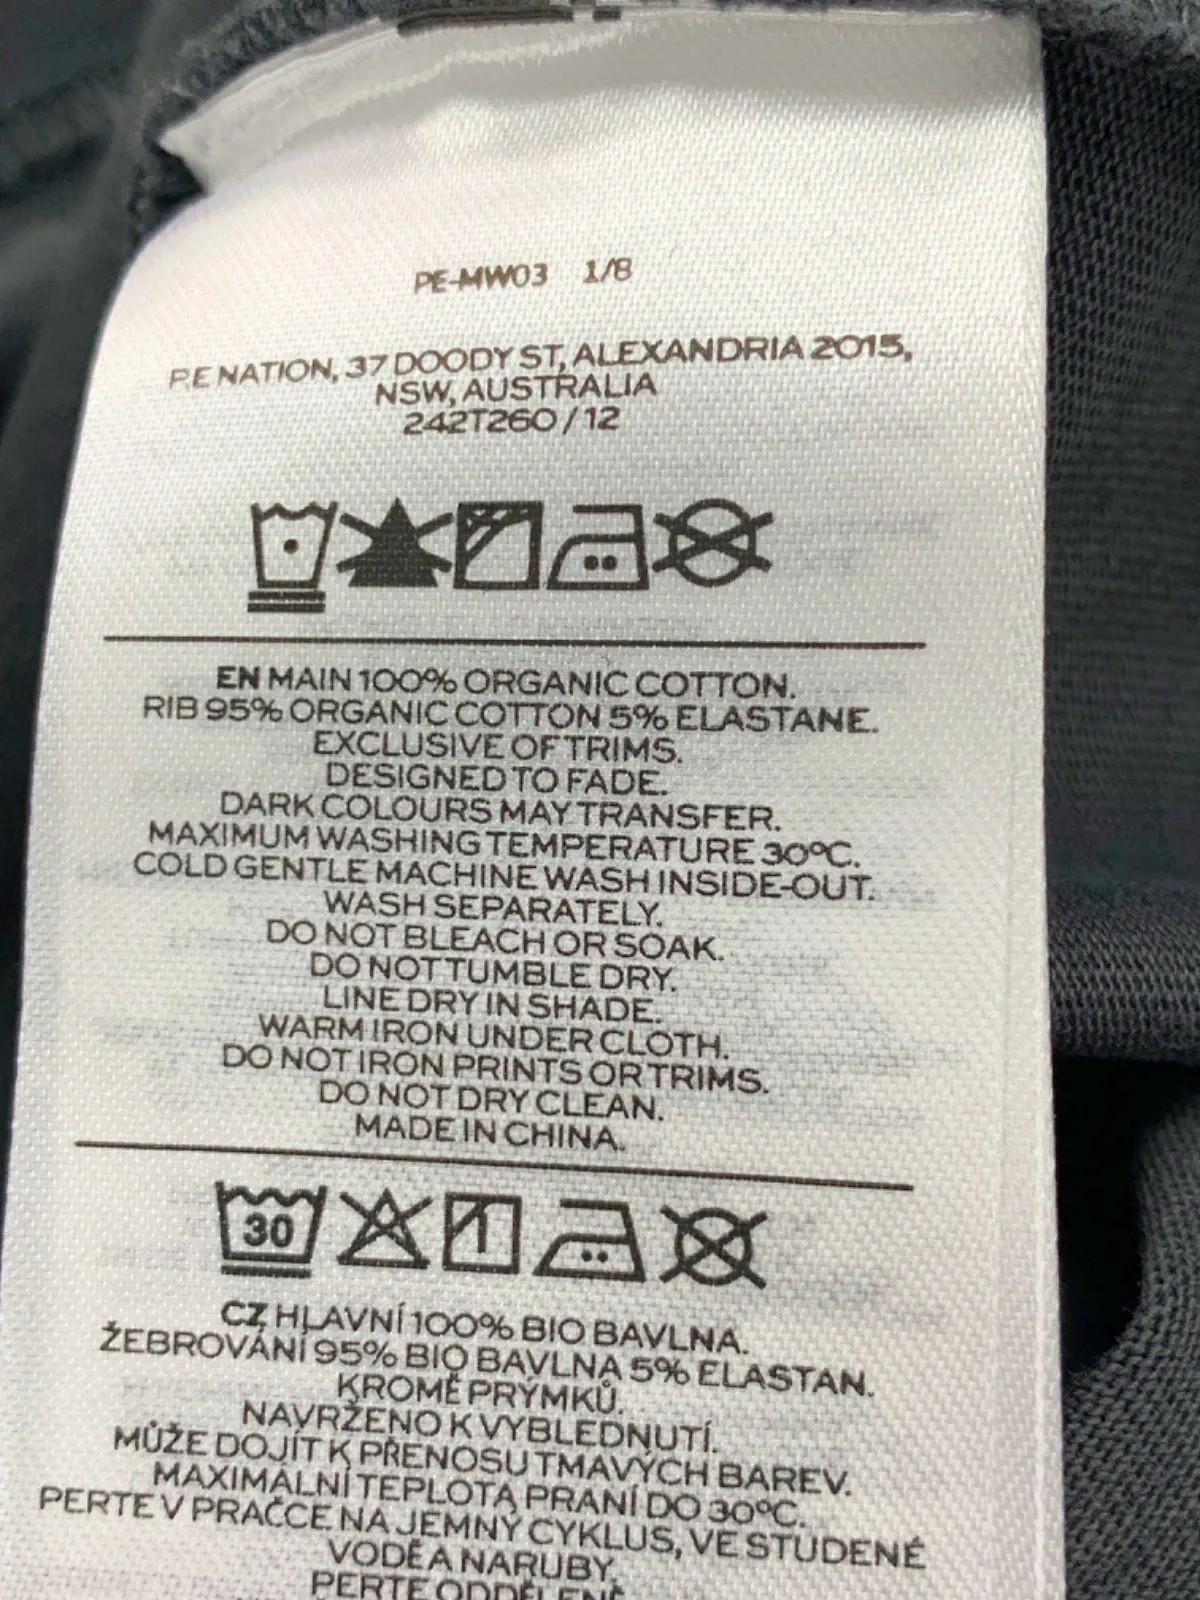 PE-MW03 1/8
P.E NATION, 37 DOODY ST, ALEXANDRIA 2015,
NSW, AUSTRALIA
242T260 / 12
EN MAIN 100% ORGANIC COTTON.
RIB 95% ORGANIC COTTON 5% ELASTANE.
EXCLUSIVE OF TRIMS.
DESIGNED TO FADE.
DARK COLOURS MAY TRANSFER.
MAXIMUM WASHING TEMPERATURE 30ºC.
COLD GENTLE MACHINE WASH INSIDE-OUT.
WASH SEPARATELY.
DO NOT BLEACH OR SOAK.
DO NOT TUMBLE DRY.
LINE DRY IN SHADE.
WARM IRON UNDER CLOTH.
DO NOT IRON PRINTS OR TRIMS.
DO NOT DRY CLEAN.
MADE IN CHINA.
30
CZ HLAVNÍ 100% BIO BAVLNA.
ŽEBROVÁNÍ 95% BIO BAVLNA 5% ELASTAN.
KROMĚ PRÝMKŮ.
NAVRŽENO K VYBLEDNUTÍ.
MŮŽE DOJÍT K PŘENOSU TMAVÝCH BAREV.
MAXIMÁLNÍ TEPLOTA PRANÍ DO 30ºC.
PERTE V PRAČCE NA JEMNÝ CYKLUS, VE STUDENÉ
VODĚ A NARUBY.
PERTE ODDĚLENĚ